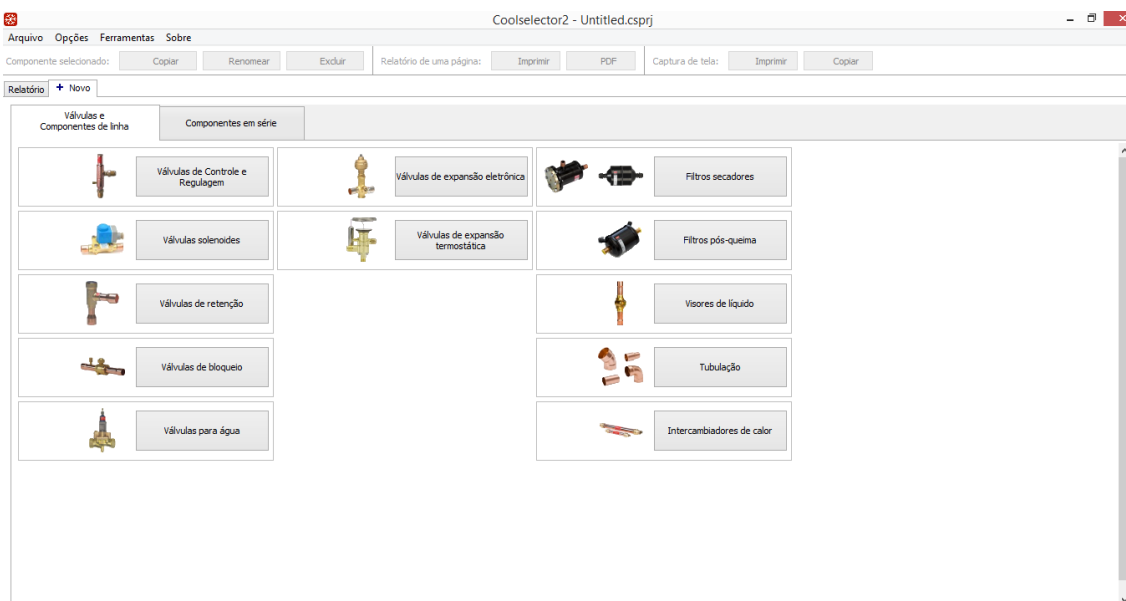 Coolselector2 - Untitled.csprj
Arquivo Opções Ferramentas Sobre
Componente selecionado: Copiar Renomear Excluir Relatório de uma página: Imprimir PDF Captura de tela: Imprimir Copiar
Relatório + Novo
Válvulas e
Componentes de linha
Componentes em série
Válvulas de Controle e
Regulagem
Válvulas de expansão eletrônica
Filtros secadores
Válvulas solenoides
Válvulas de expansão
termostática
Filtros pós-queima
Válvulas de retenção
Visores de líquido
Válvulas de bloqueio
Tubulação
Válvulas para água
Intercambiadores de calor